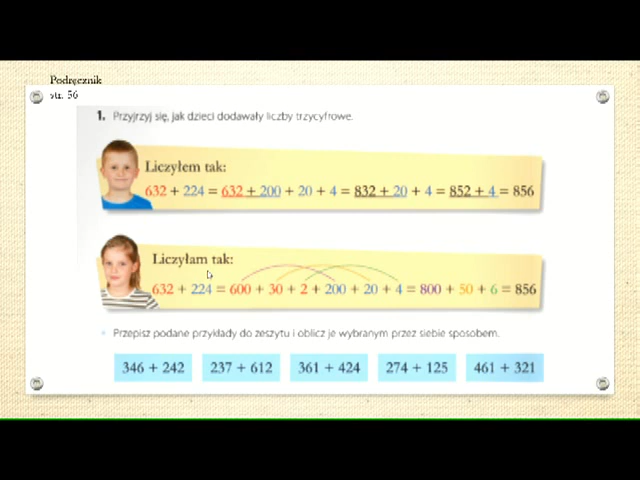 Podręcznik
str. 56
1. Przyjrzyj się, jak dzieci dodawały liczby trzycyfrowe.
Liczyłem tak:
632 + 224 = 632 + 200 + 20 + 4 = 832 + 20 + 4 = 852 + 4 = 856
Liczyłam tak:
632 + 224 = 600 + 30 + 2 + 200 + 20 + 4 = 800 + 50 + 6 = 856
• Przepisz podane przykłady do zeszytu i oblicz je wybranym przez siebie sposobem.
346 + 242 237 + 612 361 + 424 274 + 125 461 + 321